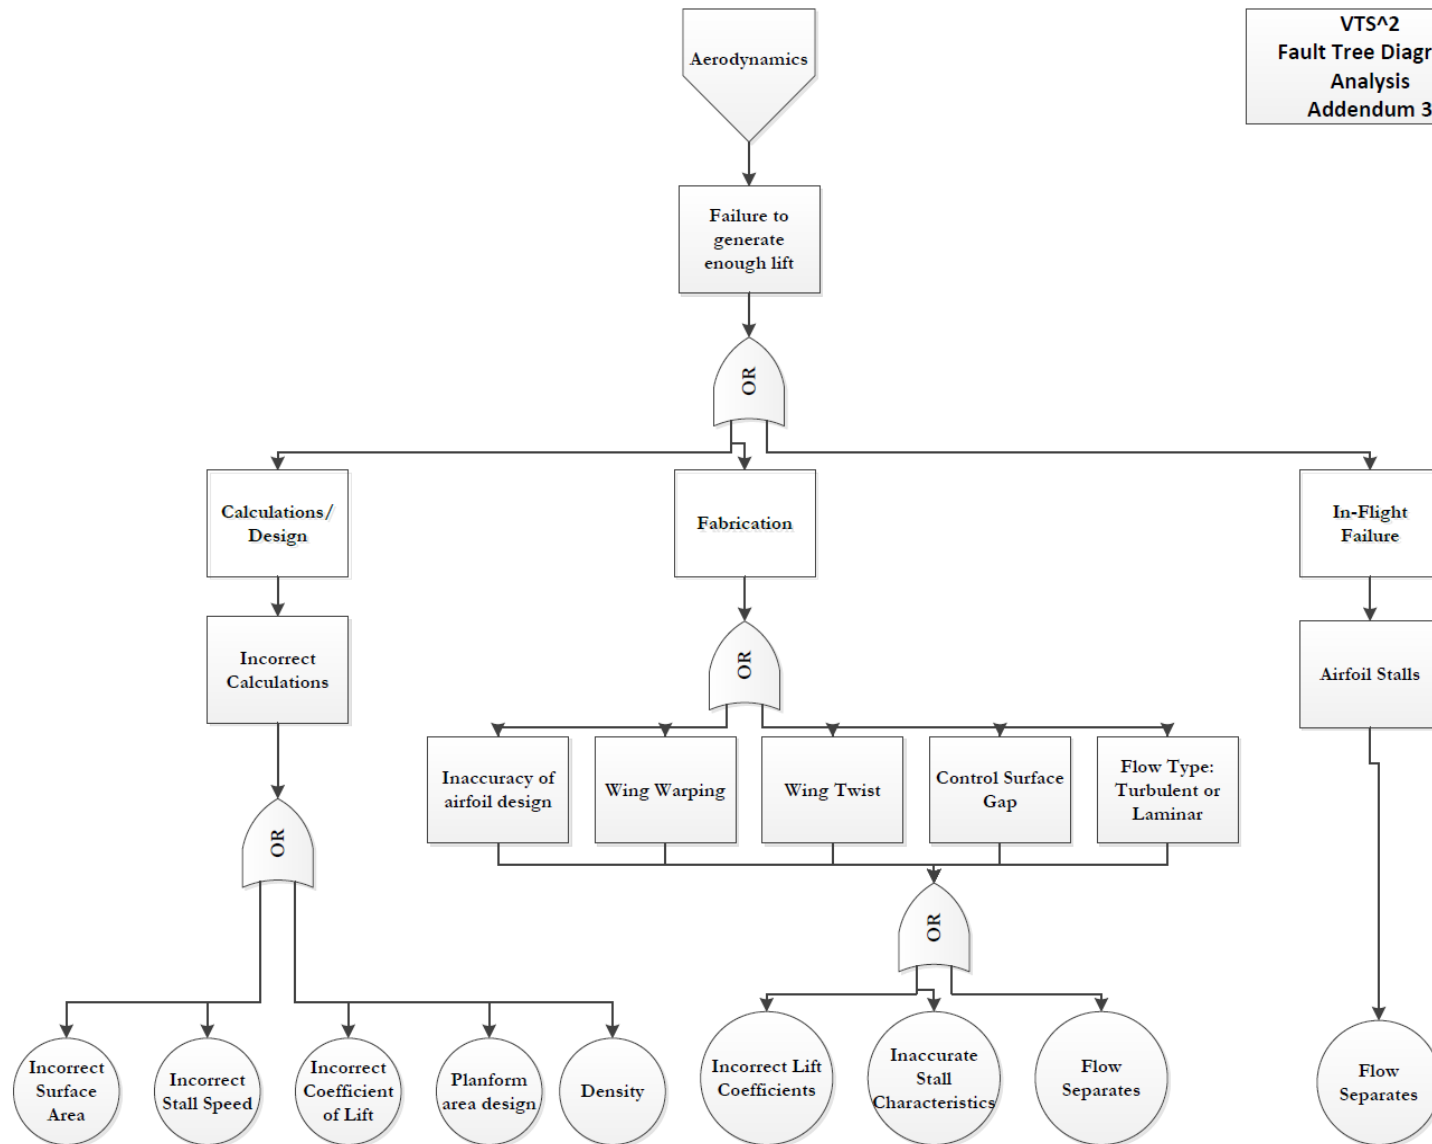 Aerodynamics
VTS^2
Fault Tree Diagr
Analysis
Addendum 3
Failure to
generate
enough lift
OR
Calculations/
Design
Fabrication
In-Flight
Failure
Incorrect
Calculations
OR
Airfoil Stalls
Inaccuracy of
airfoil design
Wing Warping
Wing Twist
Control Surface
Gap
Flow Type:
Turbulent or
Laminar
OR
OR
Incorrect
Surface
Area
Incorrect
Stall Speed
Incorrect
Coefficient
of Lift
Planform
area design
Density
Incorrect Lift
Coefficients
Inaccurate
Stall
Characteristics
Flow
Separates
Flow
Separates